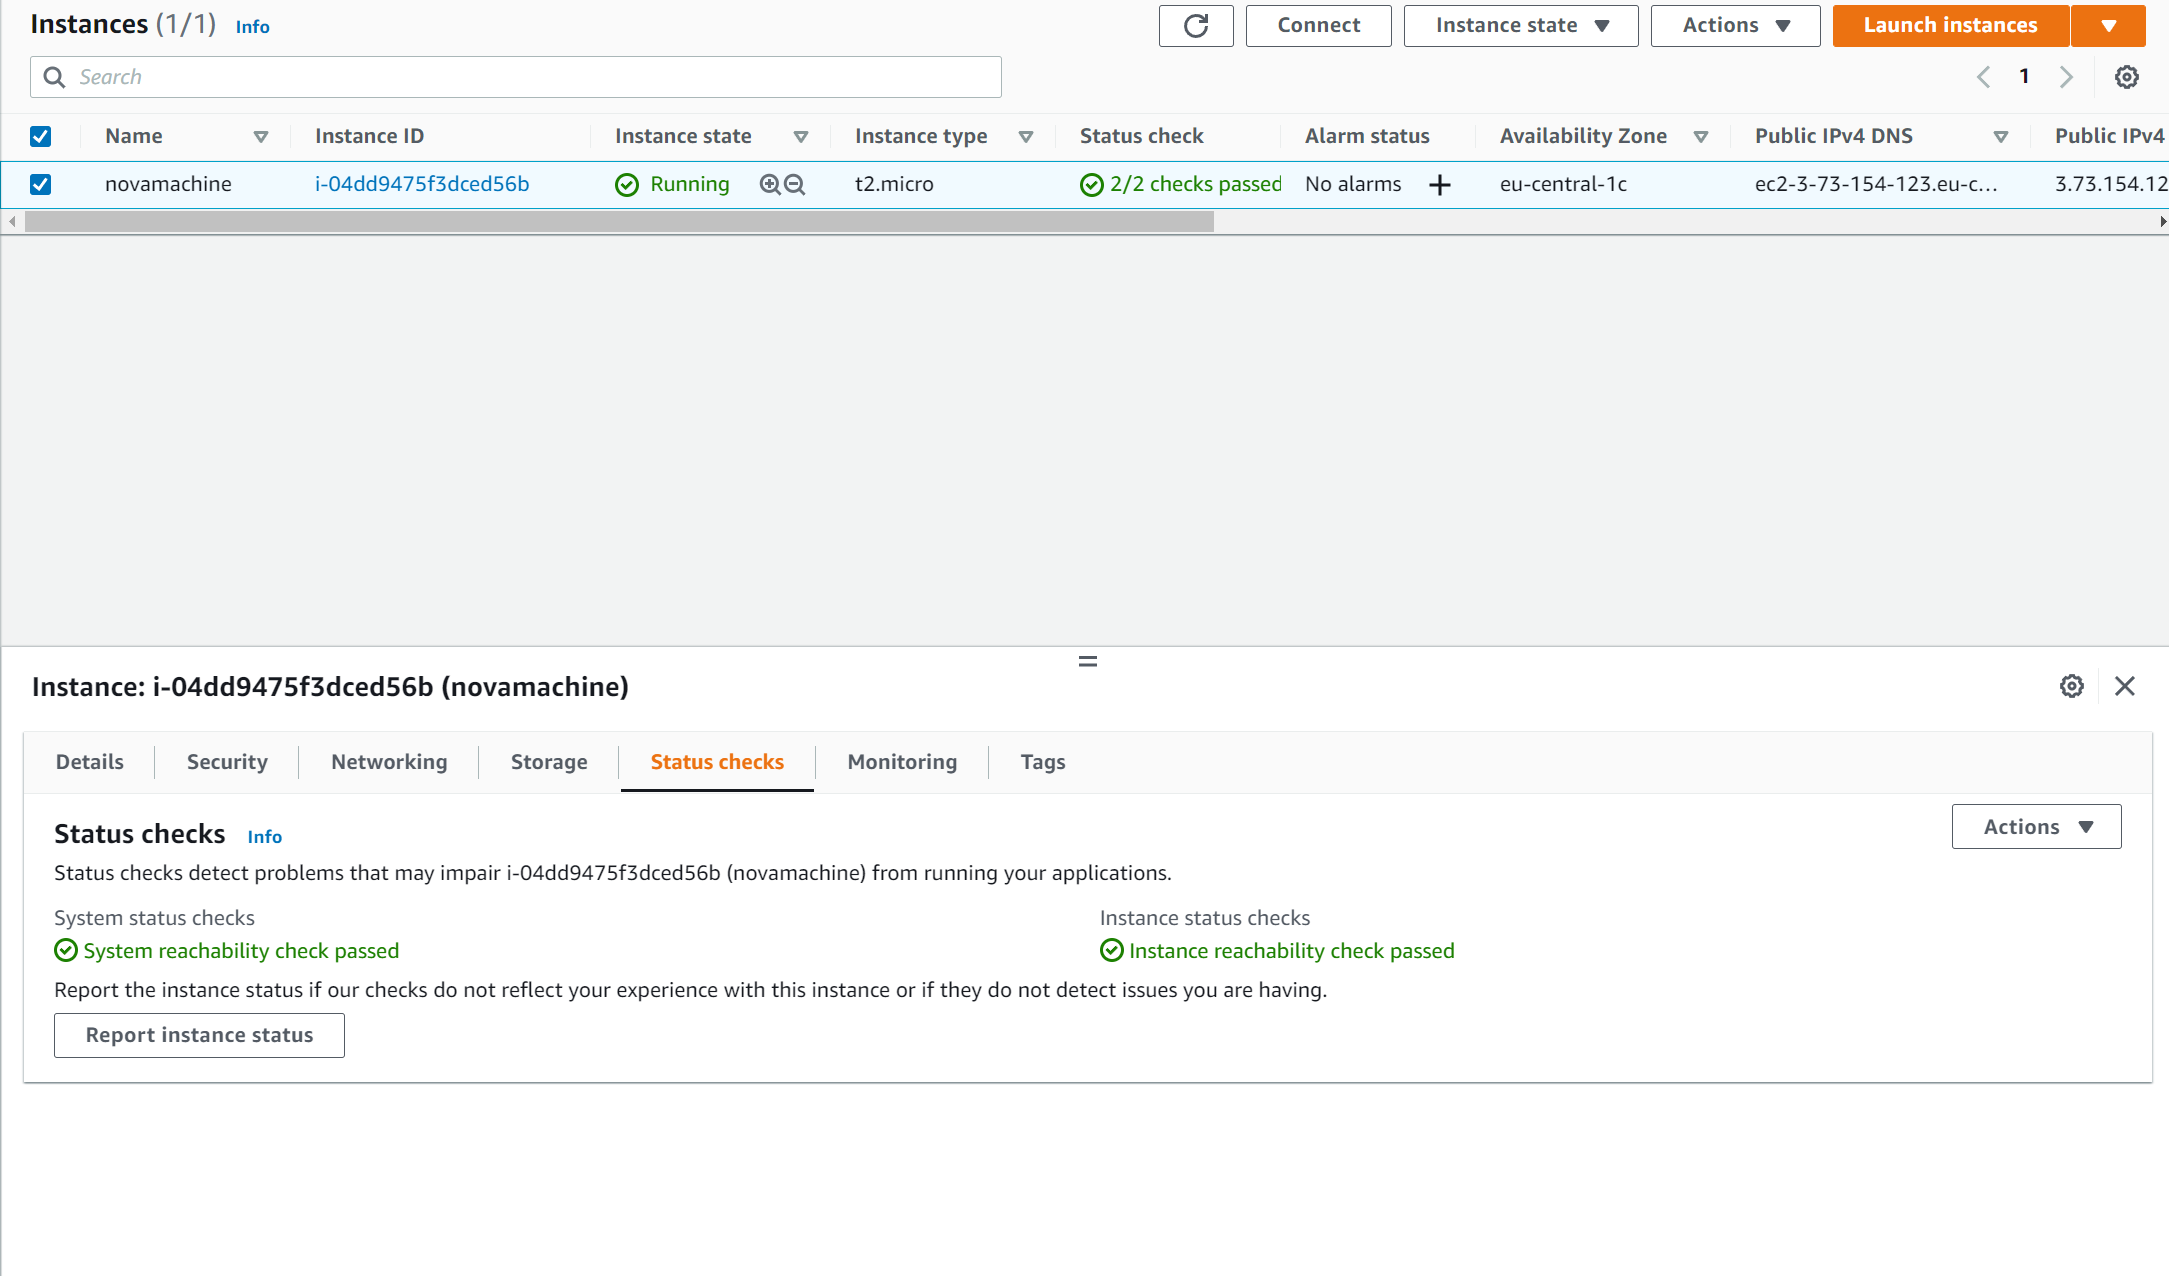 Instances (1/1) Info
Connect Instance state Actions Launch instances
Search
1
Name Instance ID Instance state Instance type Status check Alarm status Availability Zone Public IPv4 DNS Public IPv4
novamachine i-04dd9475f3dced56b Running t2.micro 2/2 checks passed No alarms + eu-central-1c ec2-3-73-154-123.eu-c... 3.73.154.12
Instance: i-04dd9475f3dced56b (novamachine)
Details Security Networking Storage Status checks Monitoring Tags
Status checks Info
Actions
Status checks detect problems that may impair i-04dd9475f3dced56b (novamachine) from running your applications.
System status checks Instance status checks
System reachability check passed Instance reachability check passed
Report the instance status if our checks do not reflect your experience with this instance or if they do not detect issues you are having.
Report instance status